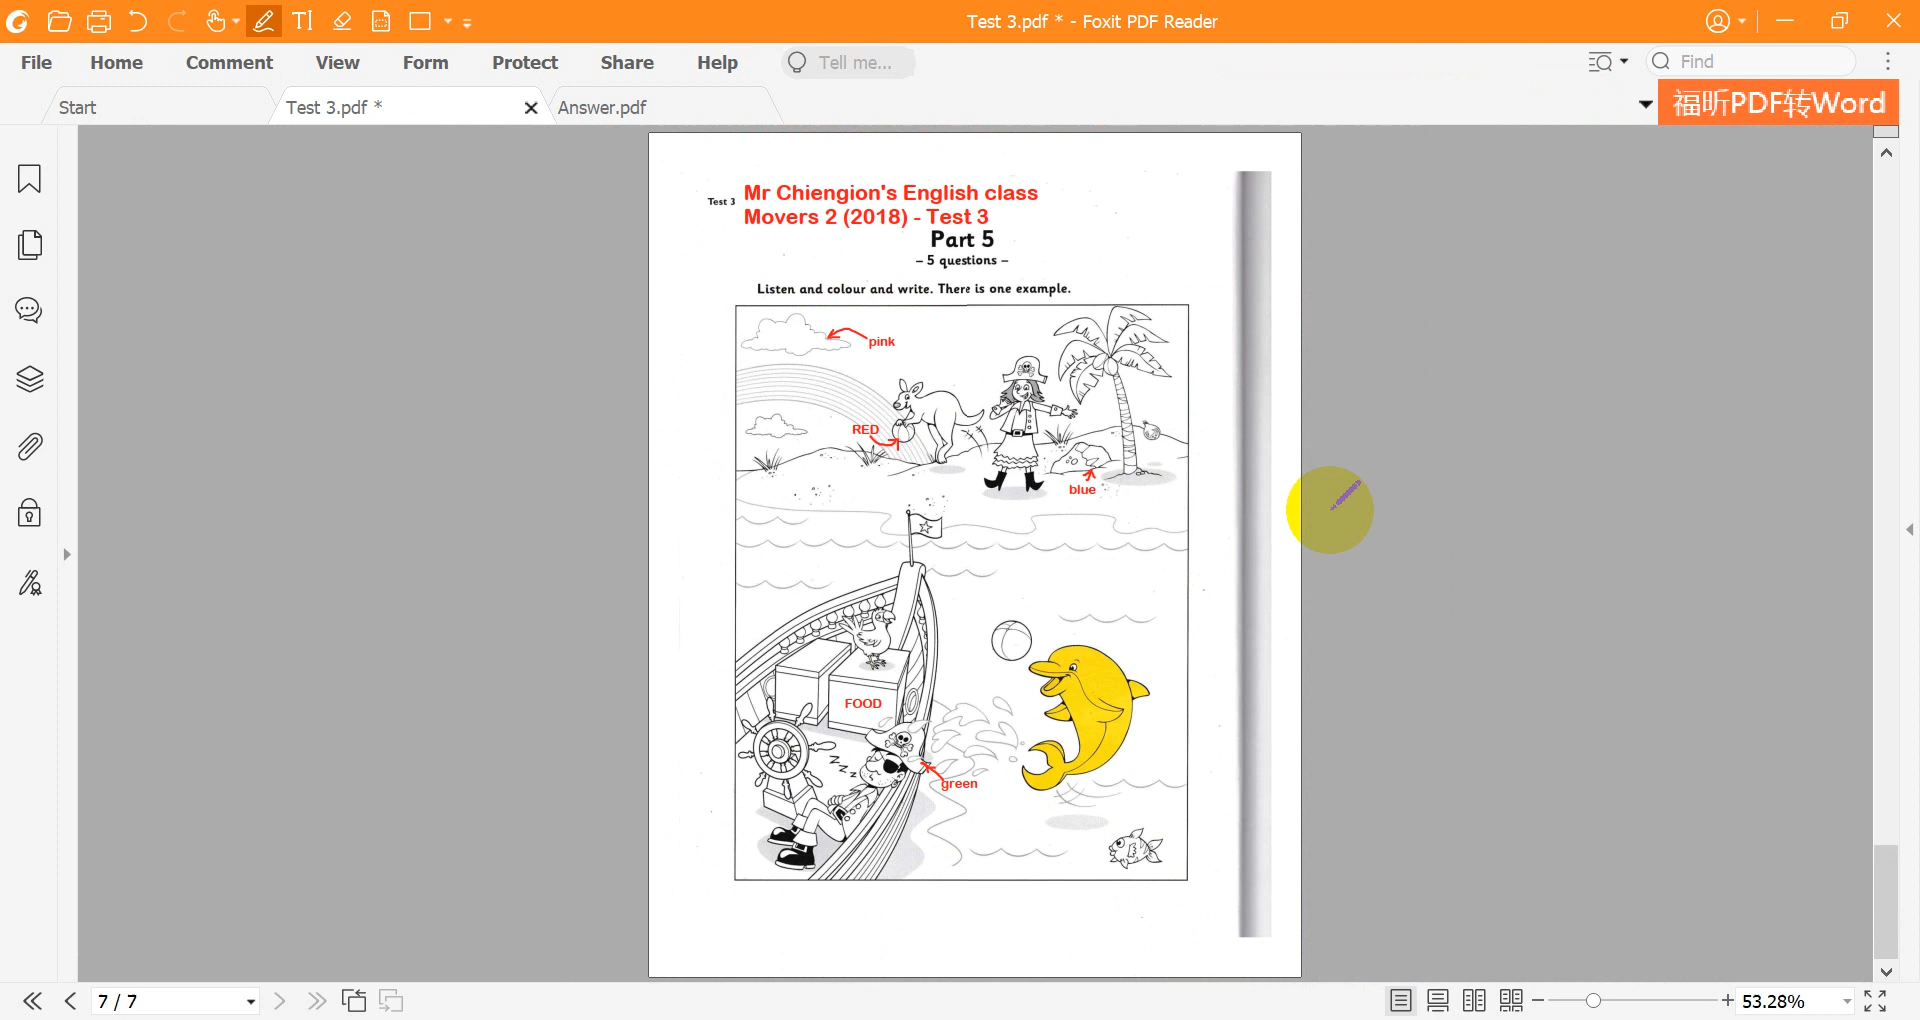 Test 3.pdf * - Foxit PDF Reader
File Home Comment View Form Protect Share Help Tell me... Find
Start Test 3.pdf * Answer.pdf 福昕PDF转Word
Mr Chiengion's English class
Test 3
Movers 2 (2018) - Test 3
Part 5
– 5 questions –
Listen and colour and write. There is one example.
pink
RED
blue
FOOD
z z z z
green
7 / 7 53.28%